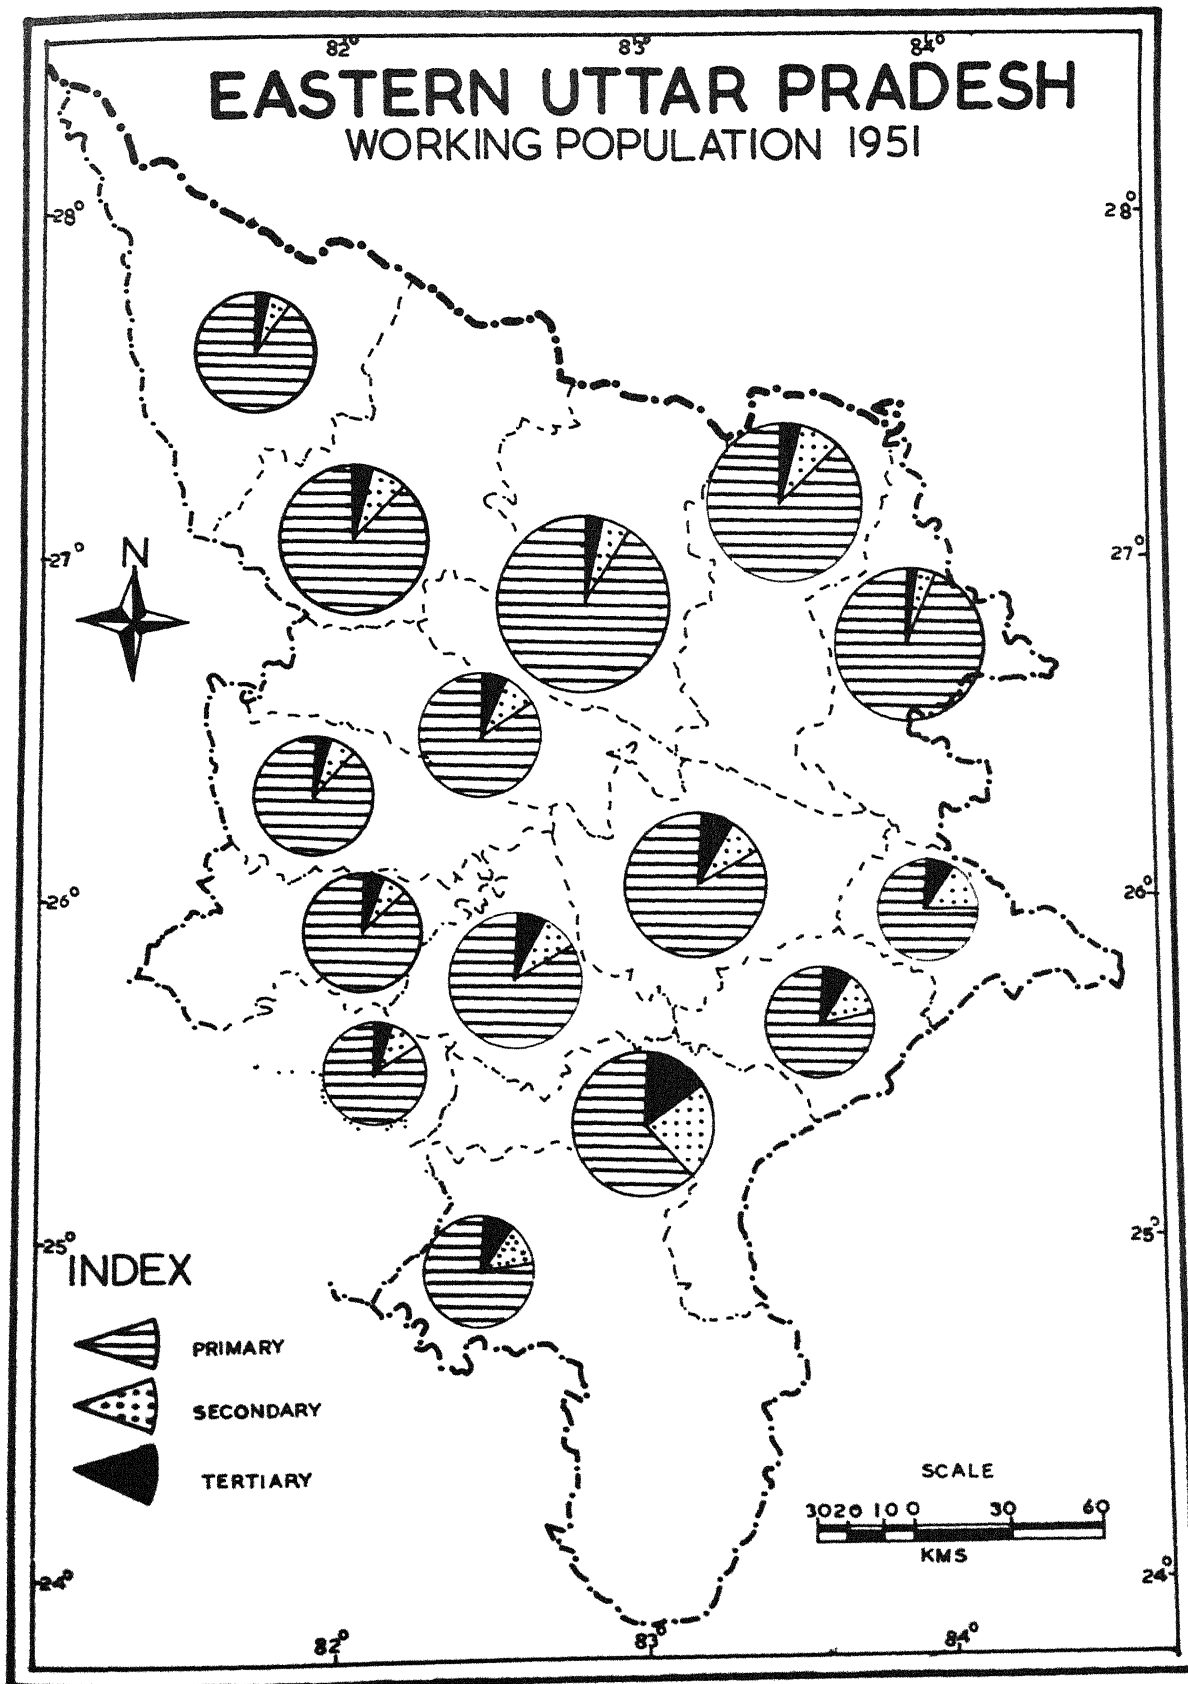 82° 83° 84°
EASTERN UTTAR PRADESH
WORKING POPULATION 1951
28° 28°
27° 27°
N
26° 26°
25° 25°
INDEX
PRIMARY
SECONDARY
TERTIARY
SCALE
30 20 10 0 30 60
KMS
24° 24°
82° 83° 84°